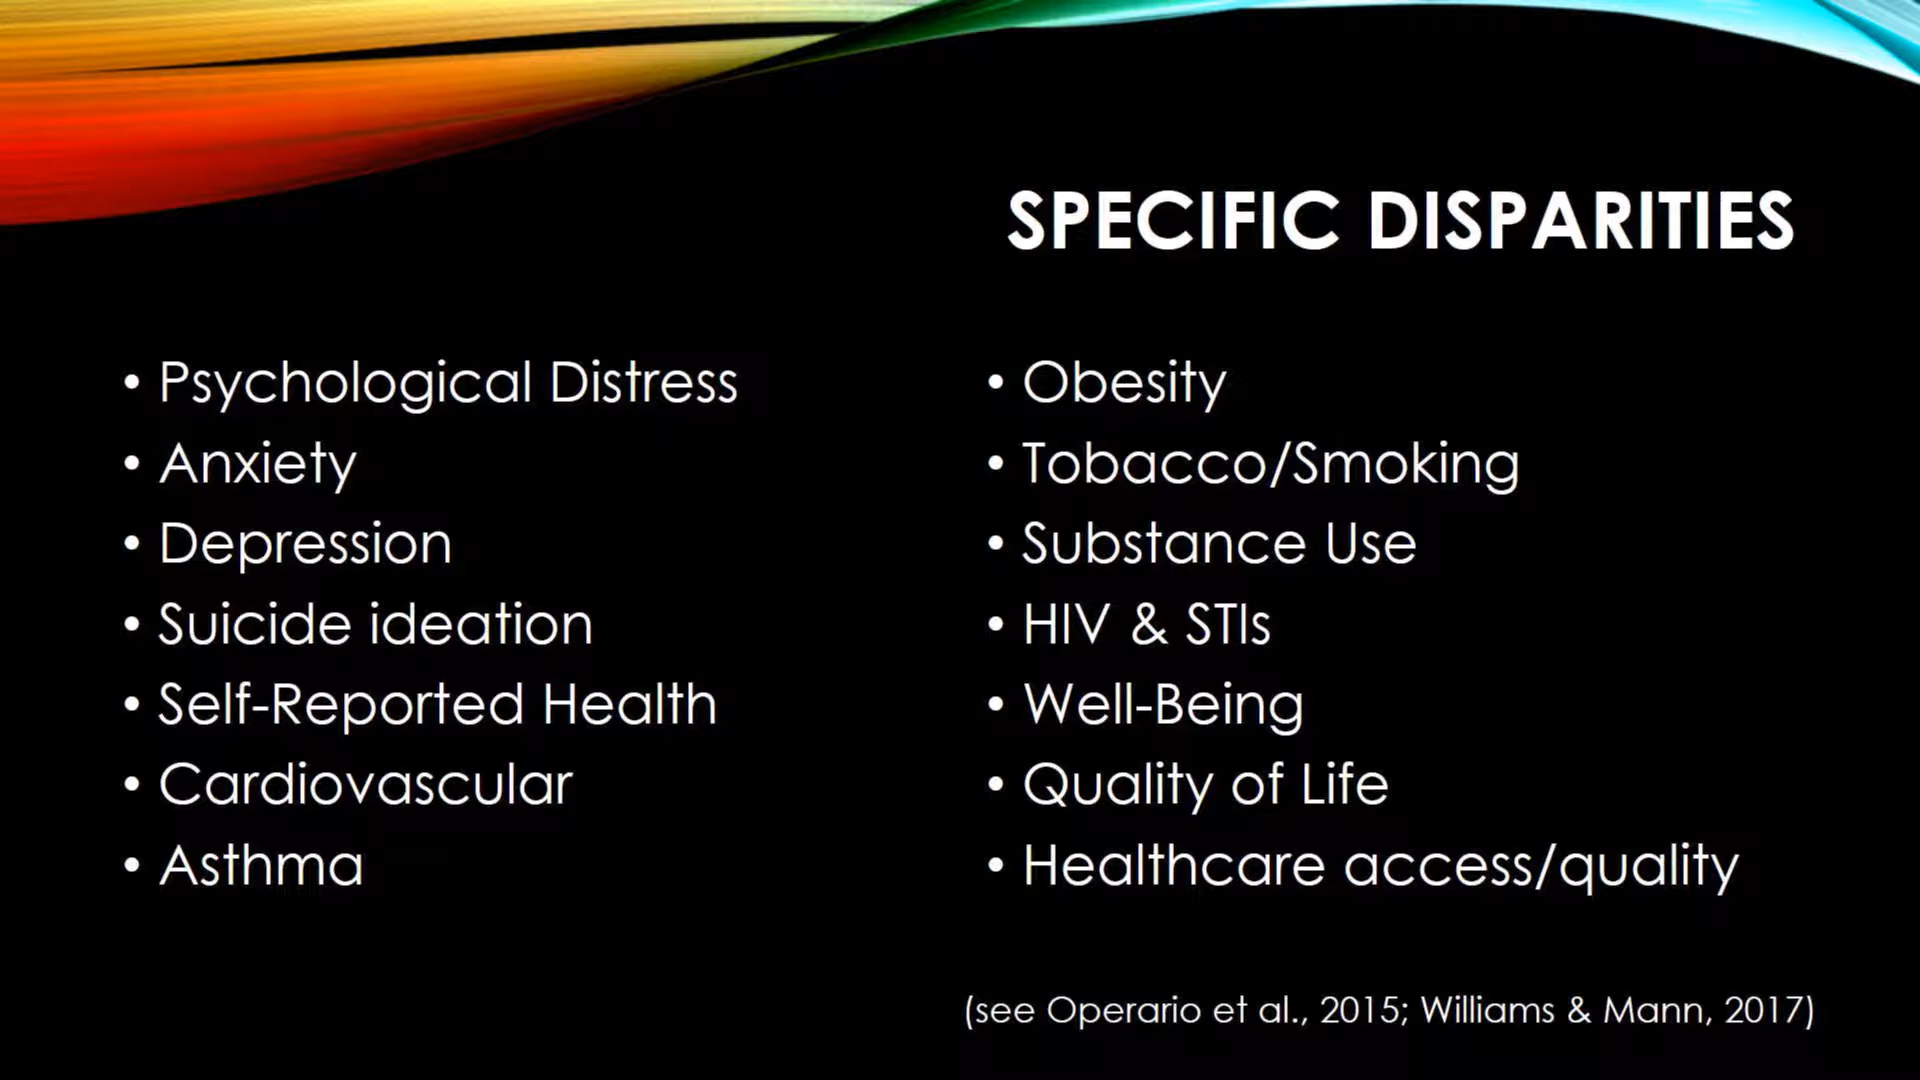 SPECIFIC DISPARITIES
• Psychological Distress
• Anxiety
• Depression
• Suicide ideation
• Self-Reported Health
• Cardiovascular
• Asthma
• Obesity
• Tobacco/Smoking
• Substance Use
• HIV & STIs
• Well-Being
• Quality of Life
• Healthcare access/quality
(see Operario et al., 2015; Williams & Mann, 2017)